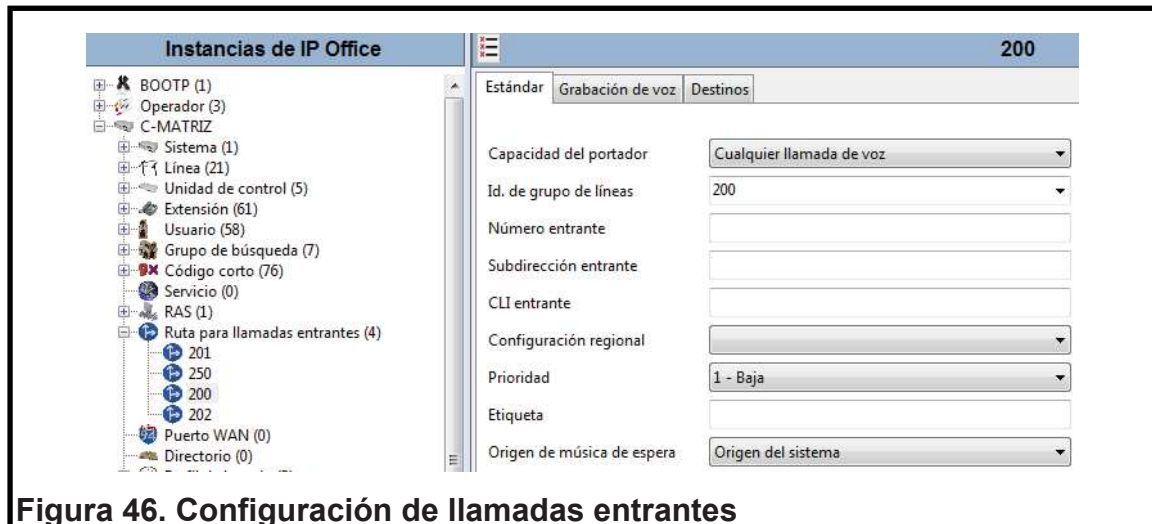 Instancias de IP Office
BOOTP (1)
Operador (3)
C-MATRIZ
Sistema (1)
Línea (21)
Unidad de control (5)
Extensión (61)
Usuario (58)
Grupo de búsqueda (7)
Código corto (76)
Servicio (0)
RAS (1)
Ruta para llamadas entrantes (4)
201
250
200
202
Puerto WAN (0)
Directorio (0)
200
Estándar Grabación de voz Destinos
Capacidad del portador Cualquier llamada de voz
Id. de grupo de líneas 200
Número entrante
Subdirección entrante
CLI entrante
Configuración regional
Prioridad 1 - Baja
Etiqueta
Origen de música de espera Origen del sistema
Figura 46. Configuración de llamadas entrantes